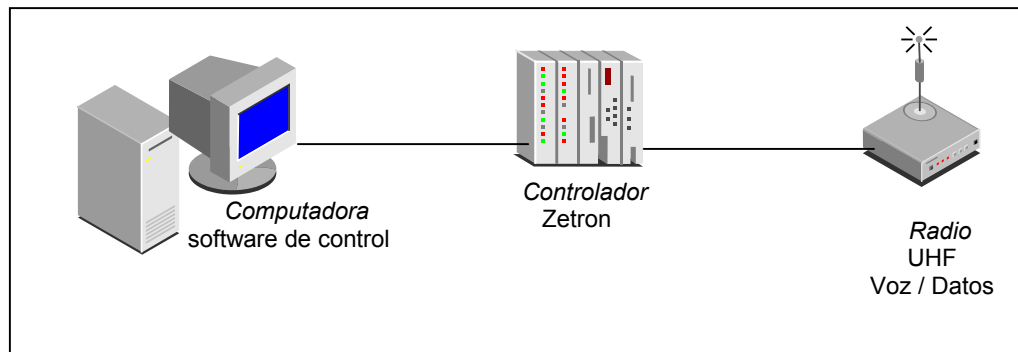 Computadora
software de control
Controlador
Zetron
Radio
UHF
Voz / Datos